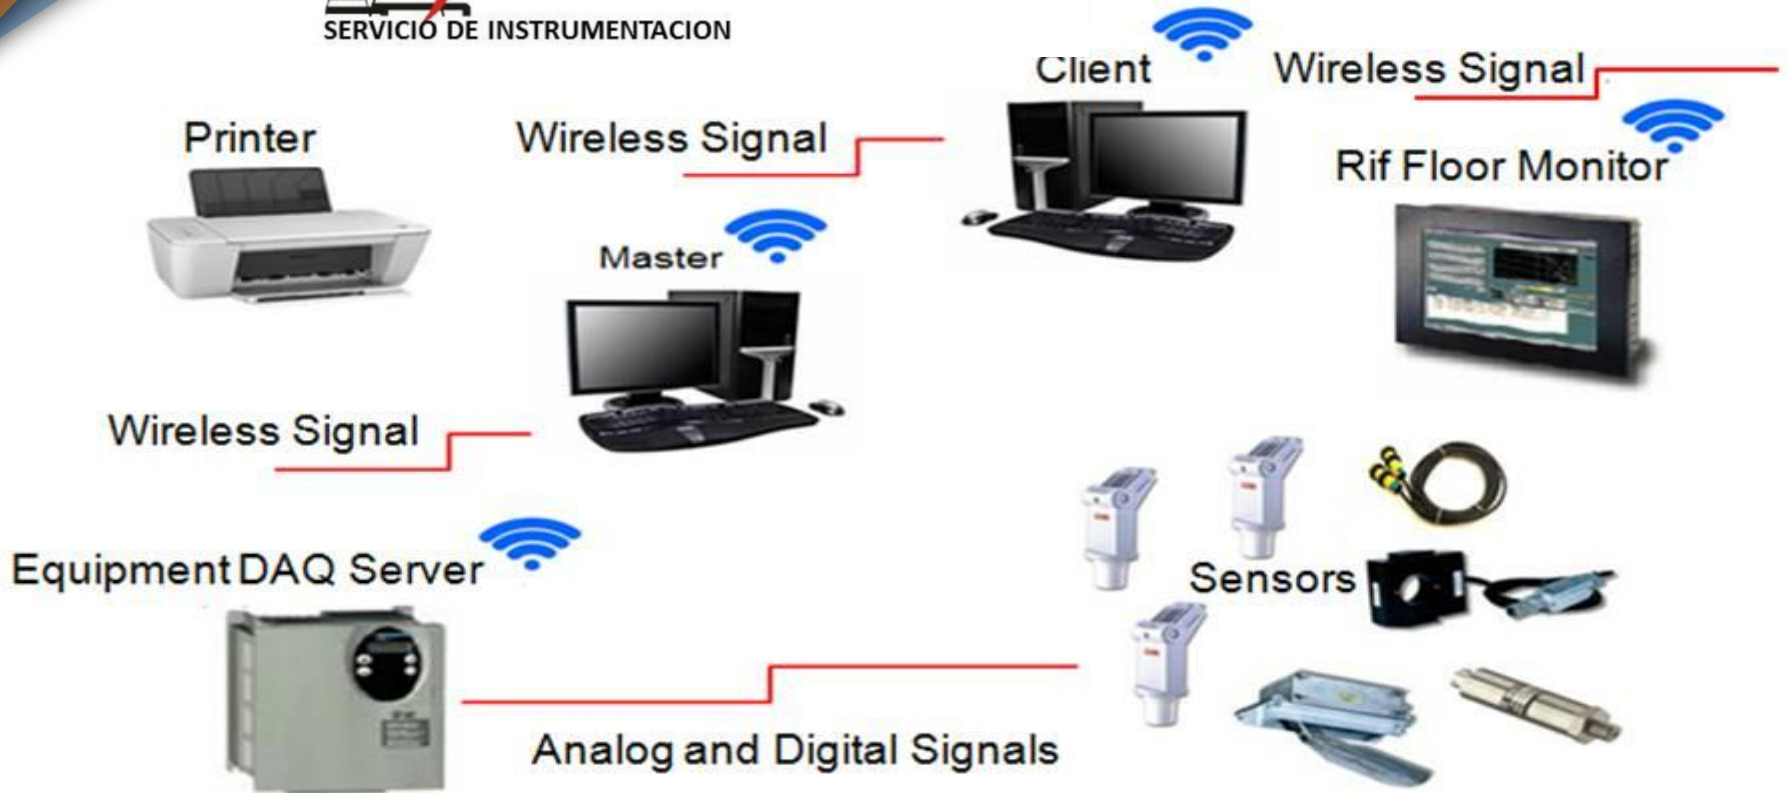 SERVICIO DE INSTRUMENTACION
Client
Wireless Signal
Printer
Wireless Signal
Rif Floor Monitor
Master
Wireless Signal
Equipment DAQ Server
Sensors
Analog and Digital Signals